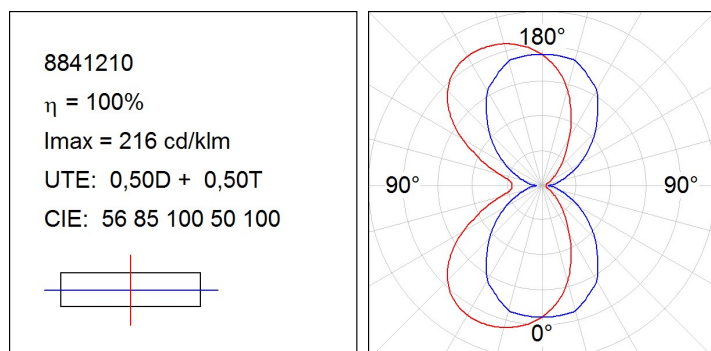 8841210
η = 100%
Imax = 216 cd/klm
UTE: 0,50D + 0,50T
CIE: 56 85 100 50 100
180°
90° 90°
0°